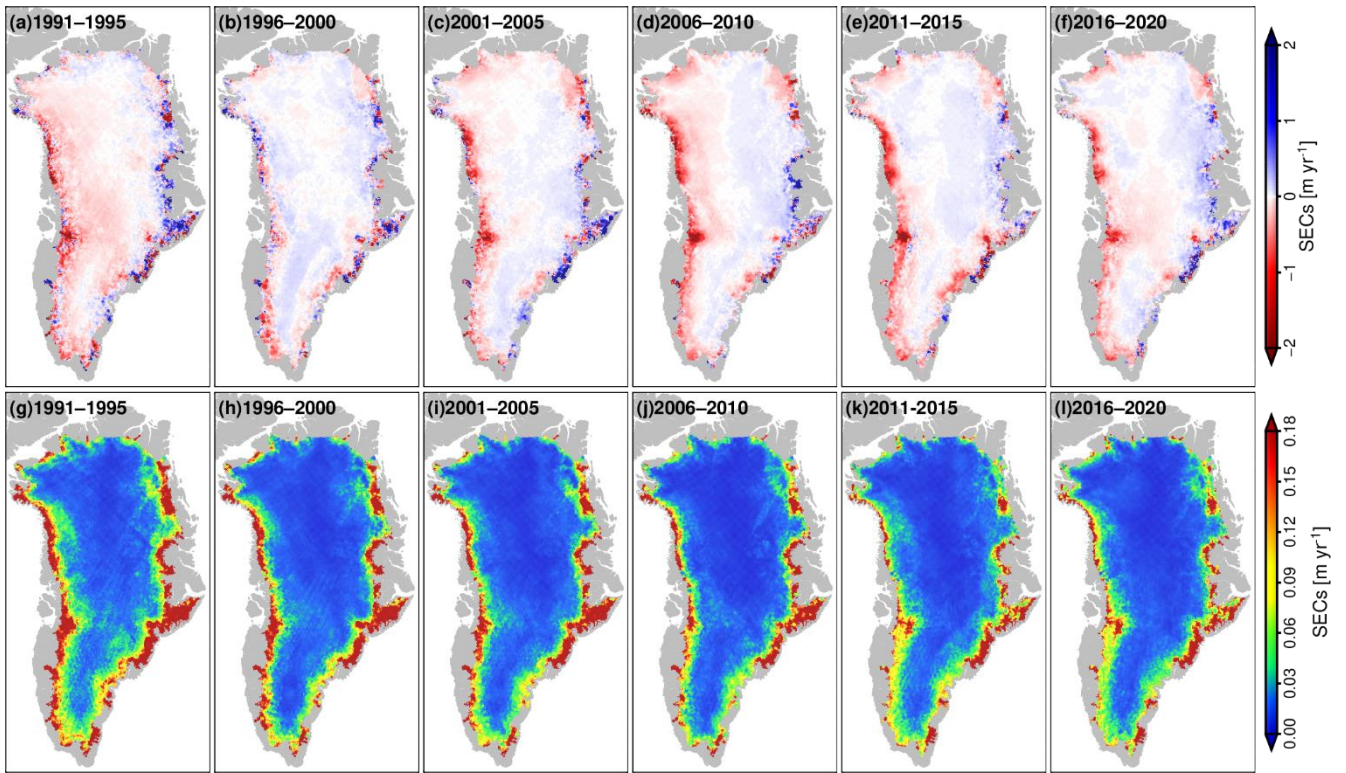 (a)1991–1995
(b)1996–2000
(c)2001–2005
(d)2006–2010
(e)2011–2015
(f)2016–2020
2
1
0
−1
−2
SECs [m yr⁻¹]
(g)1991–1995
(h)1996–2000
(i)2001–2005
(j)2006–2010
(k)2011-2015
(l)2016–2020
0.18
0.15
0.12
0.09
0.06
0.03
0.00
SECs [m yr⁻¹]